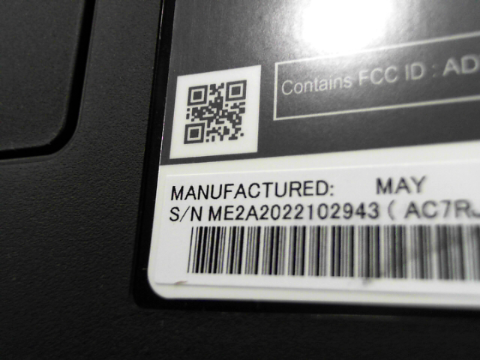 Contains FCC ID : AD
MANUFACTURED: MAY
S/N ME2A2022102943 ( AC7RJ